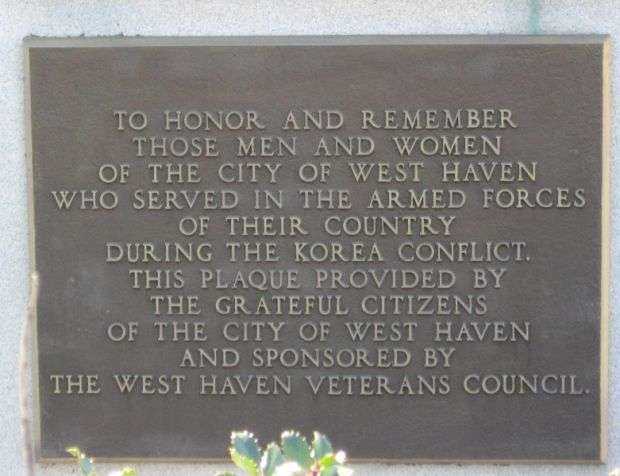 TO HONOR AND REMEMBER
THOSE MEN AND WOMEN
OF THE CITY OF WEST HAVEN
WHO SERVED IN THE ARMED FORCES
OF THEIR COUNTRY
DURING THE KOREA CONFLICT.
THIS PLAQUE PROVIDED BY
THE GRATEFUL CITIZENS
OF THE CITY OF WEST HAVEN
AND SPONSORED BY
THE WEST HAVEN VETERANS COUNCIL.